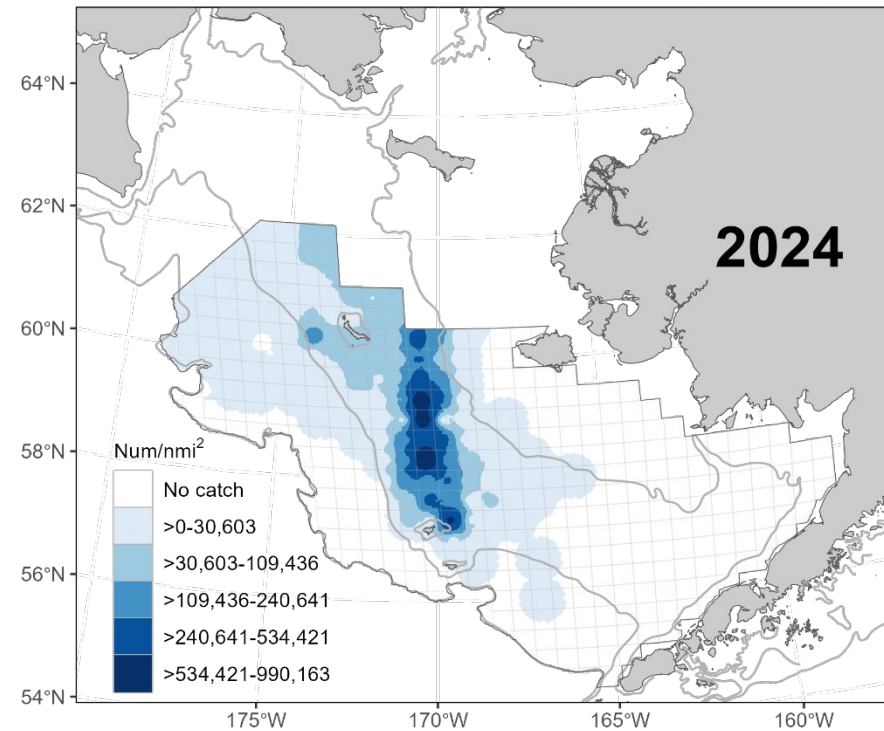 64°N
62°N
2024
60°N
58°N
Num/nmi²
No catch
>0-30,603
>30,603-109,436
56°N
>109,436-240,641
>240,641-534,421
>534,421-990,163
54°N
175°W 170°W 165°W 160°W